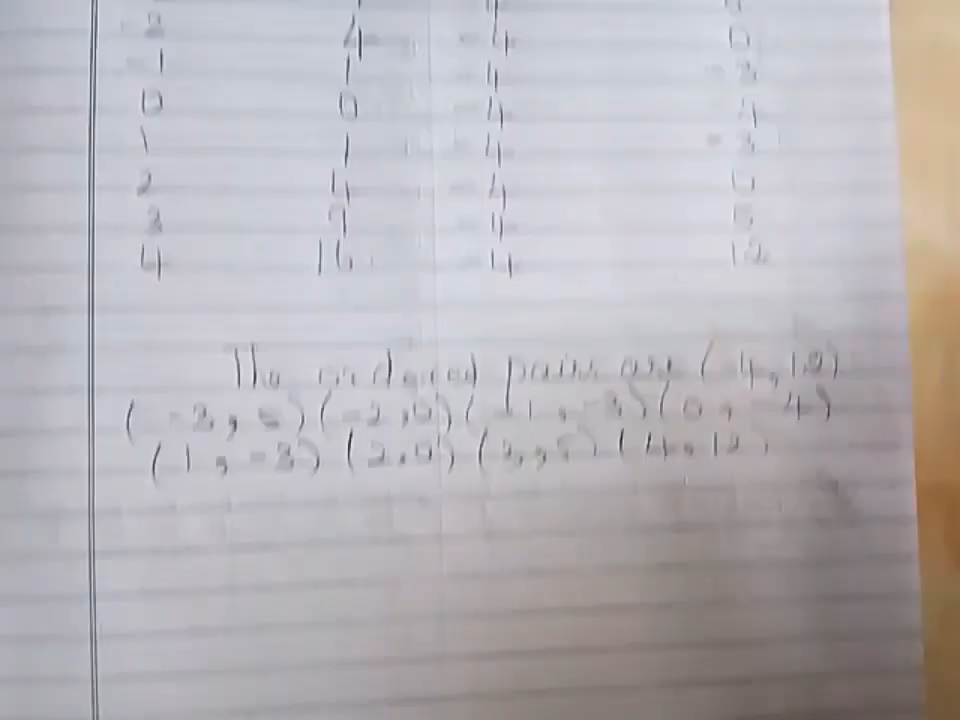 -2 4 -4 0
-1 1 -4 -3
0 0 -4 4
1 1 -4 -3
2 4 -4 0
3 9 -4 5
4 16 -4 12
The ordered pairs are (-4,12)
(-3,5)(-2,0)(-1,-3)(0,-4)
(1,-3)(2,0)(3,5)(4,12)